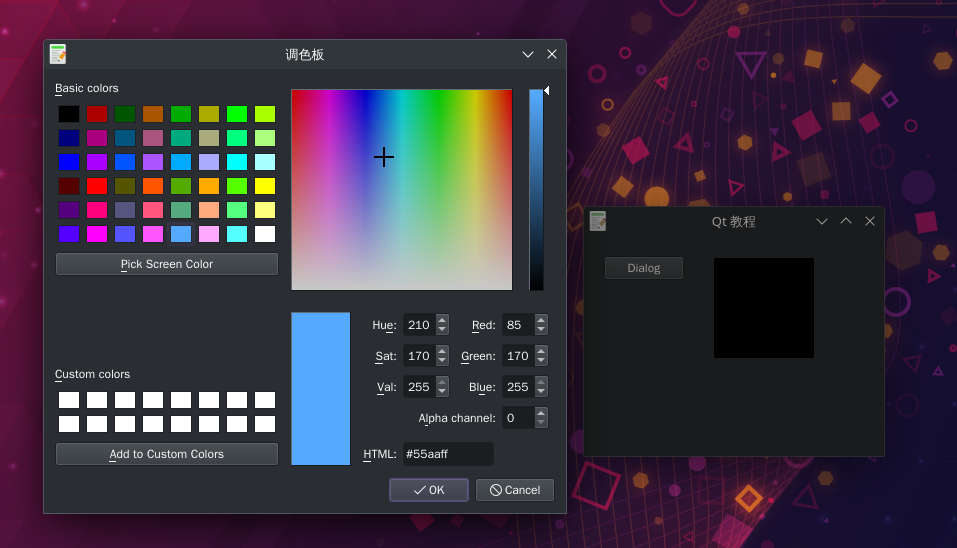 调色板
Basic colors
Pick Screen Color
Custom colors
Add to Custom Colors
Hue: 210 Red: 85
Sat: 170 Green: 170
Val: 255 Blue: 255
Alpha channel: 0
HTML: #55aaff
OK Cancel
Qt 教程
Dialog